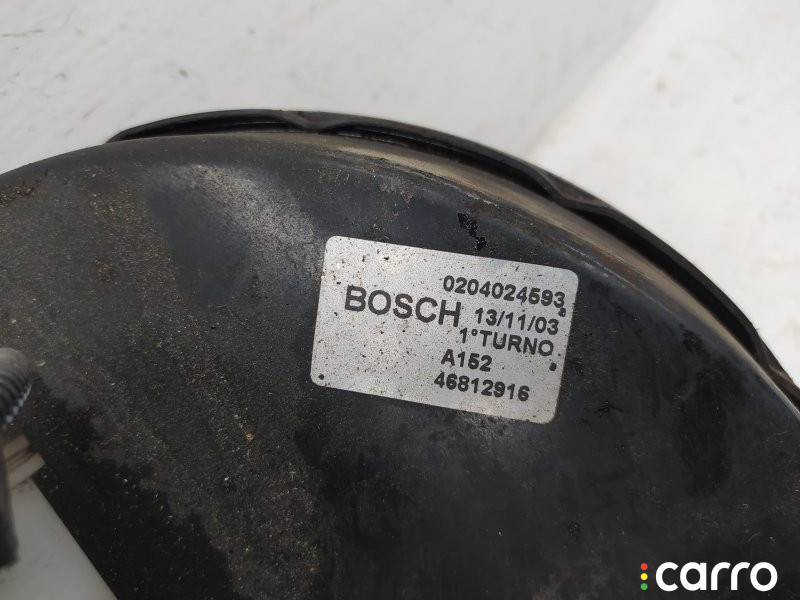 0204024593
BOSCH 13/11/03
1°TURNO
A152
46812916
carro